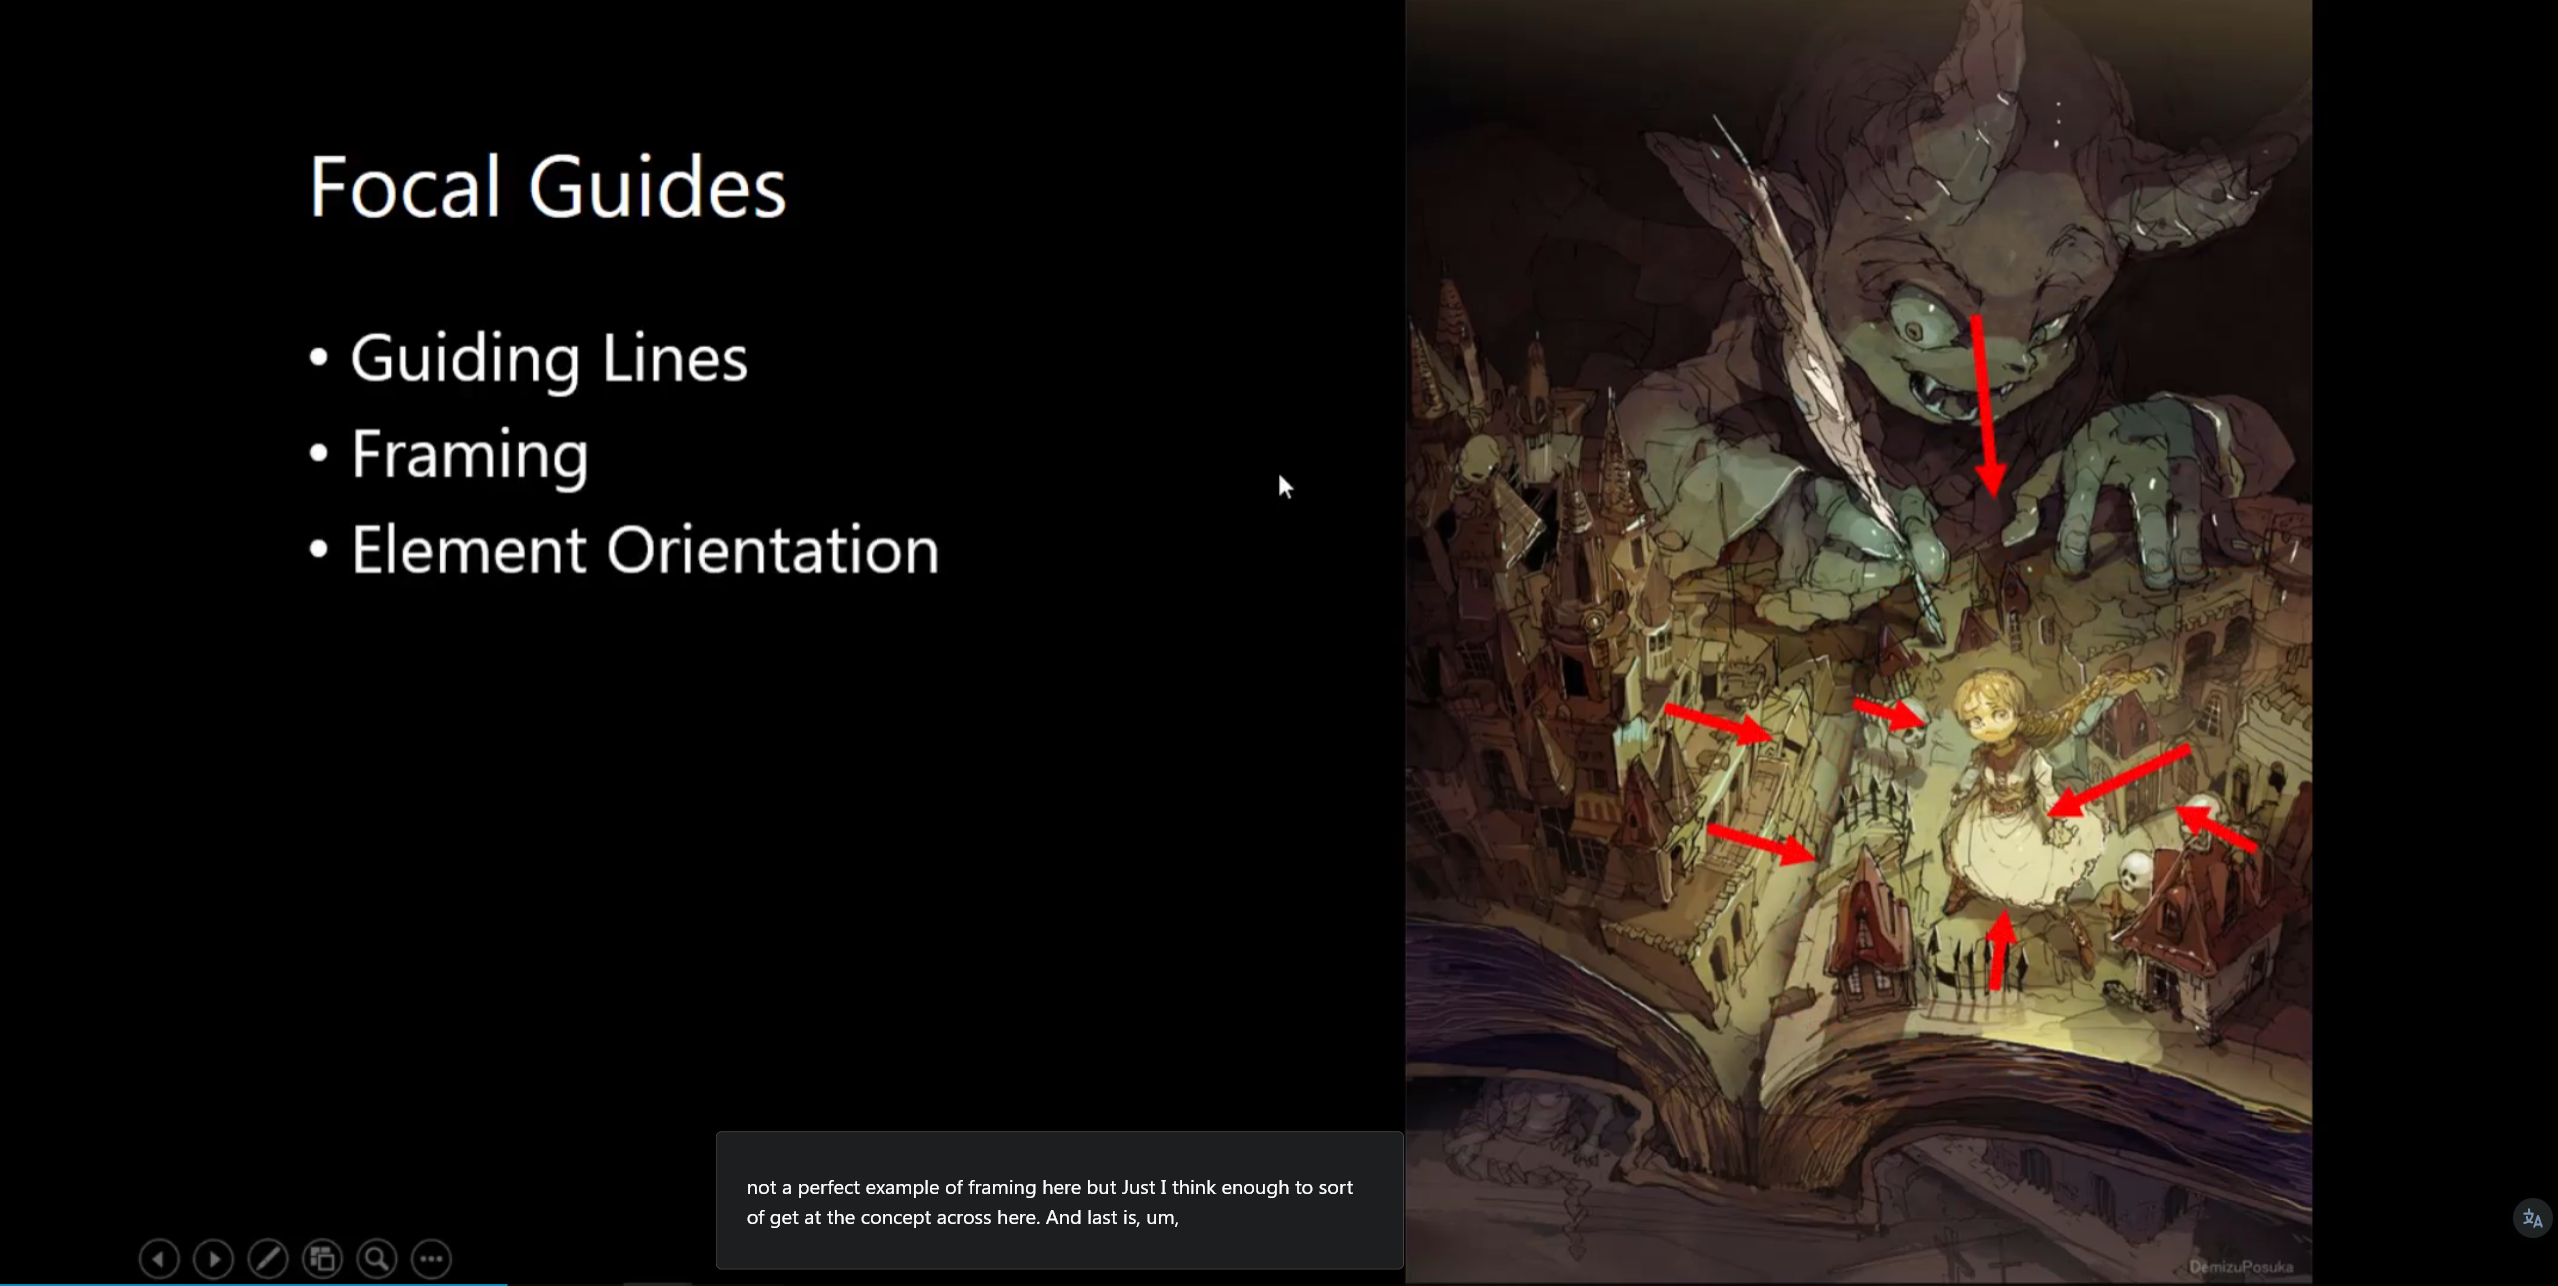 Focal Guides
• Guiding Lines
• Framing
• Element Orientation
not a perfect example of framing here but Just I think enough to sort
of get at the concept across here. And last is, um,
DemizuPosuka